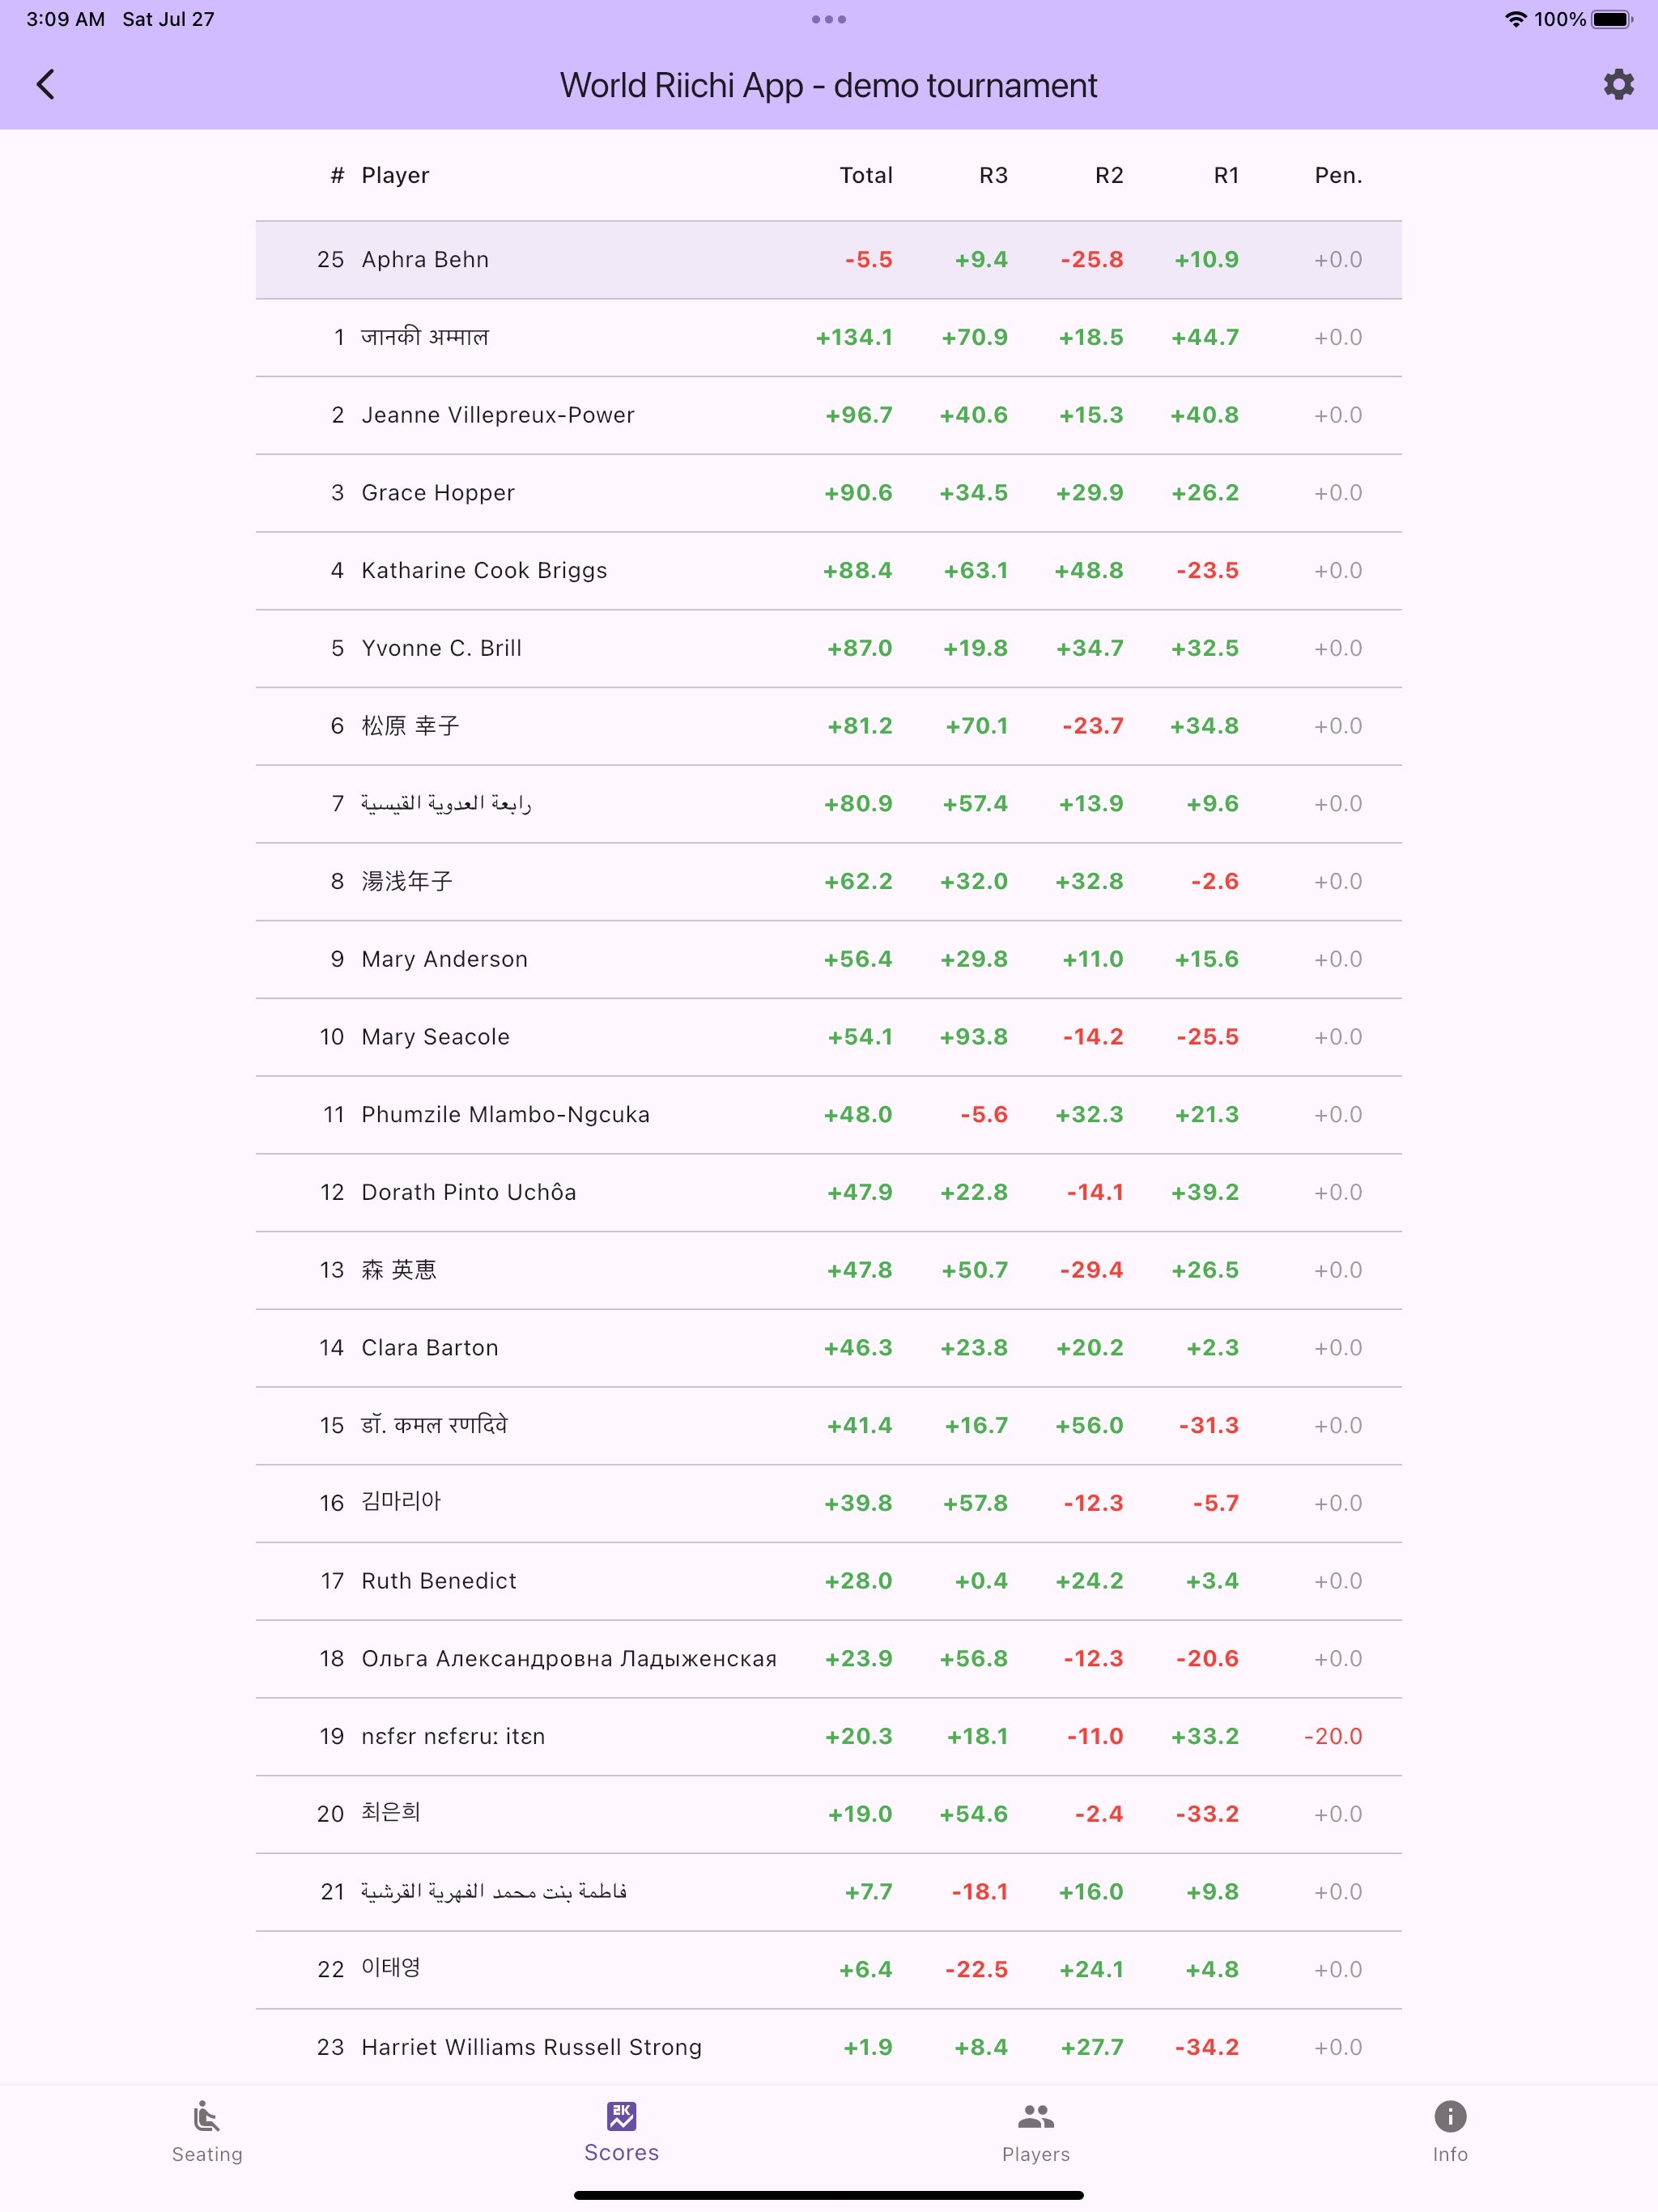 3:09 AM Sat Jul 27
100%
World Riichi App - demo tournament
# Player Total R3 R2 R1 Pen.
25 Aphra Behn -5.5 +9.4 -25.8 +10.9 +0.0
1 जानकी अम्माल +134.1 +70.9 +18.5 +44.7 +0.0
2 Jeanne Villepreux-Power +96.7 +40.6 +15.3 +40.8 +0.0
3 Grace Hopper +90.6 +34.5 +29.9 +26.2 +0.0
4 Katharine Cook Briggs +88.4 +63.1 +48.8 -23.5 +0.0
5 Yvonne C. Brill +87.0 +19.8 +34.7 +32.5 +0.0
6 松原 幸子 +81.2 +70.1 -23.7 +34.8 +0.0
7 رابعة العدوية القيسية +80.9 +57.4 +13.9 +9.6 +0.0
8 湯浅年子 +62.2 +32.0 +32.8 -2.6 +0.0
9 Mary Anderson +56.4 +29.8 +11.0 +15.6 +0.0
10 Mary Seacole +54.1 +93.8 -14.2 -25.5 +0.0
11 Phumzile Mlambo-Ngcuka +48.0 -5.6 +32.3 +21.3 +0.0
12 Dorath Pinto Uchôa +47.9 +22.8 -14.1 +39.2 +0.0
13 森 英恵 +47.8 +50.7 -29.4 +26.5 +0.0
14 Clara Barton +46.3 +23.8 +20.2 +2.3 +0.0
15 डॉ. कमल रणदिवे +41.4 +16.7 +56.0 -31.3 +0.0
16 김마리아 +39.8 +57.8 -12.3 -5.7 +0.0
17 Ruth Benedict +28.0 +0.4 +24.2 +3.4 +0.0
18 Ольга Александровна Ладыженская +23.9 +56.8 -12.3 -20.6 +0.0
19 nɛfɛr nɛfɛruː itɛn +20.3 +18.1 -11.0 +33.2 -20.0
20 최은희 +19.0 +54.6 -2.4 -33.2 +0.0
21 فاطمة بنت محمد الفهرية القرشية +7.7 -18.1 +16.0 +9.8 +0.0
22 이태영 +6.4 -22.5 +24.1 +4.8 +0.0
23 Harriet Williams Russell Strong +1.9 +8.4 +27.7 -34.2 +0.0
2K
Seating Scores Players Info